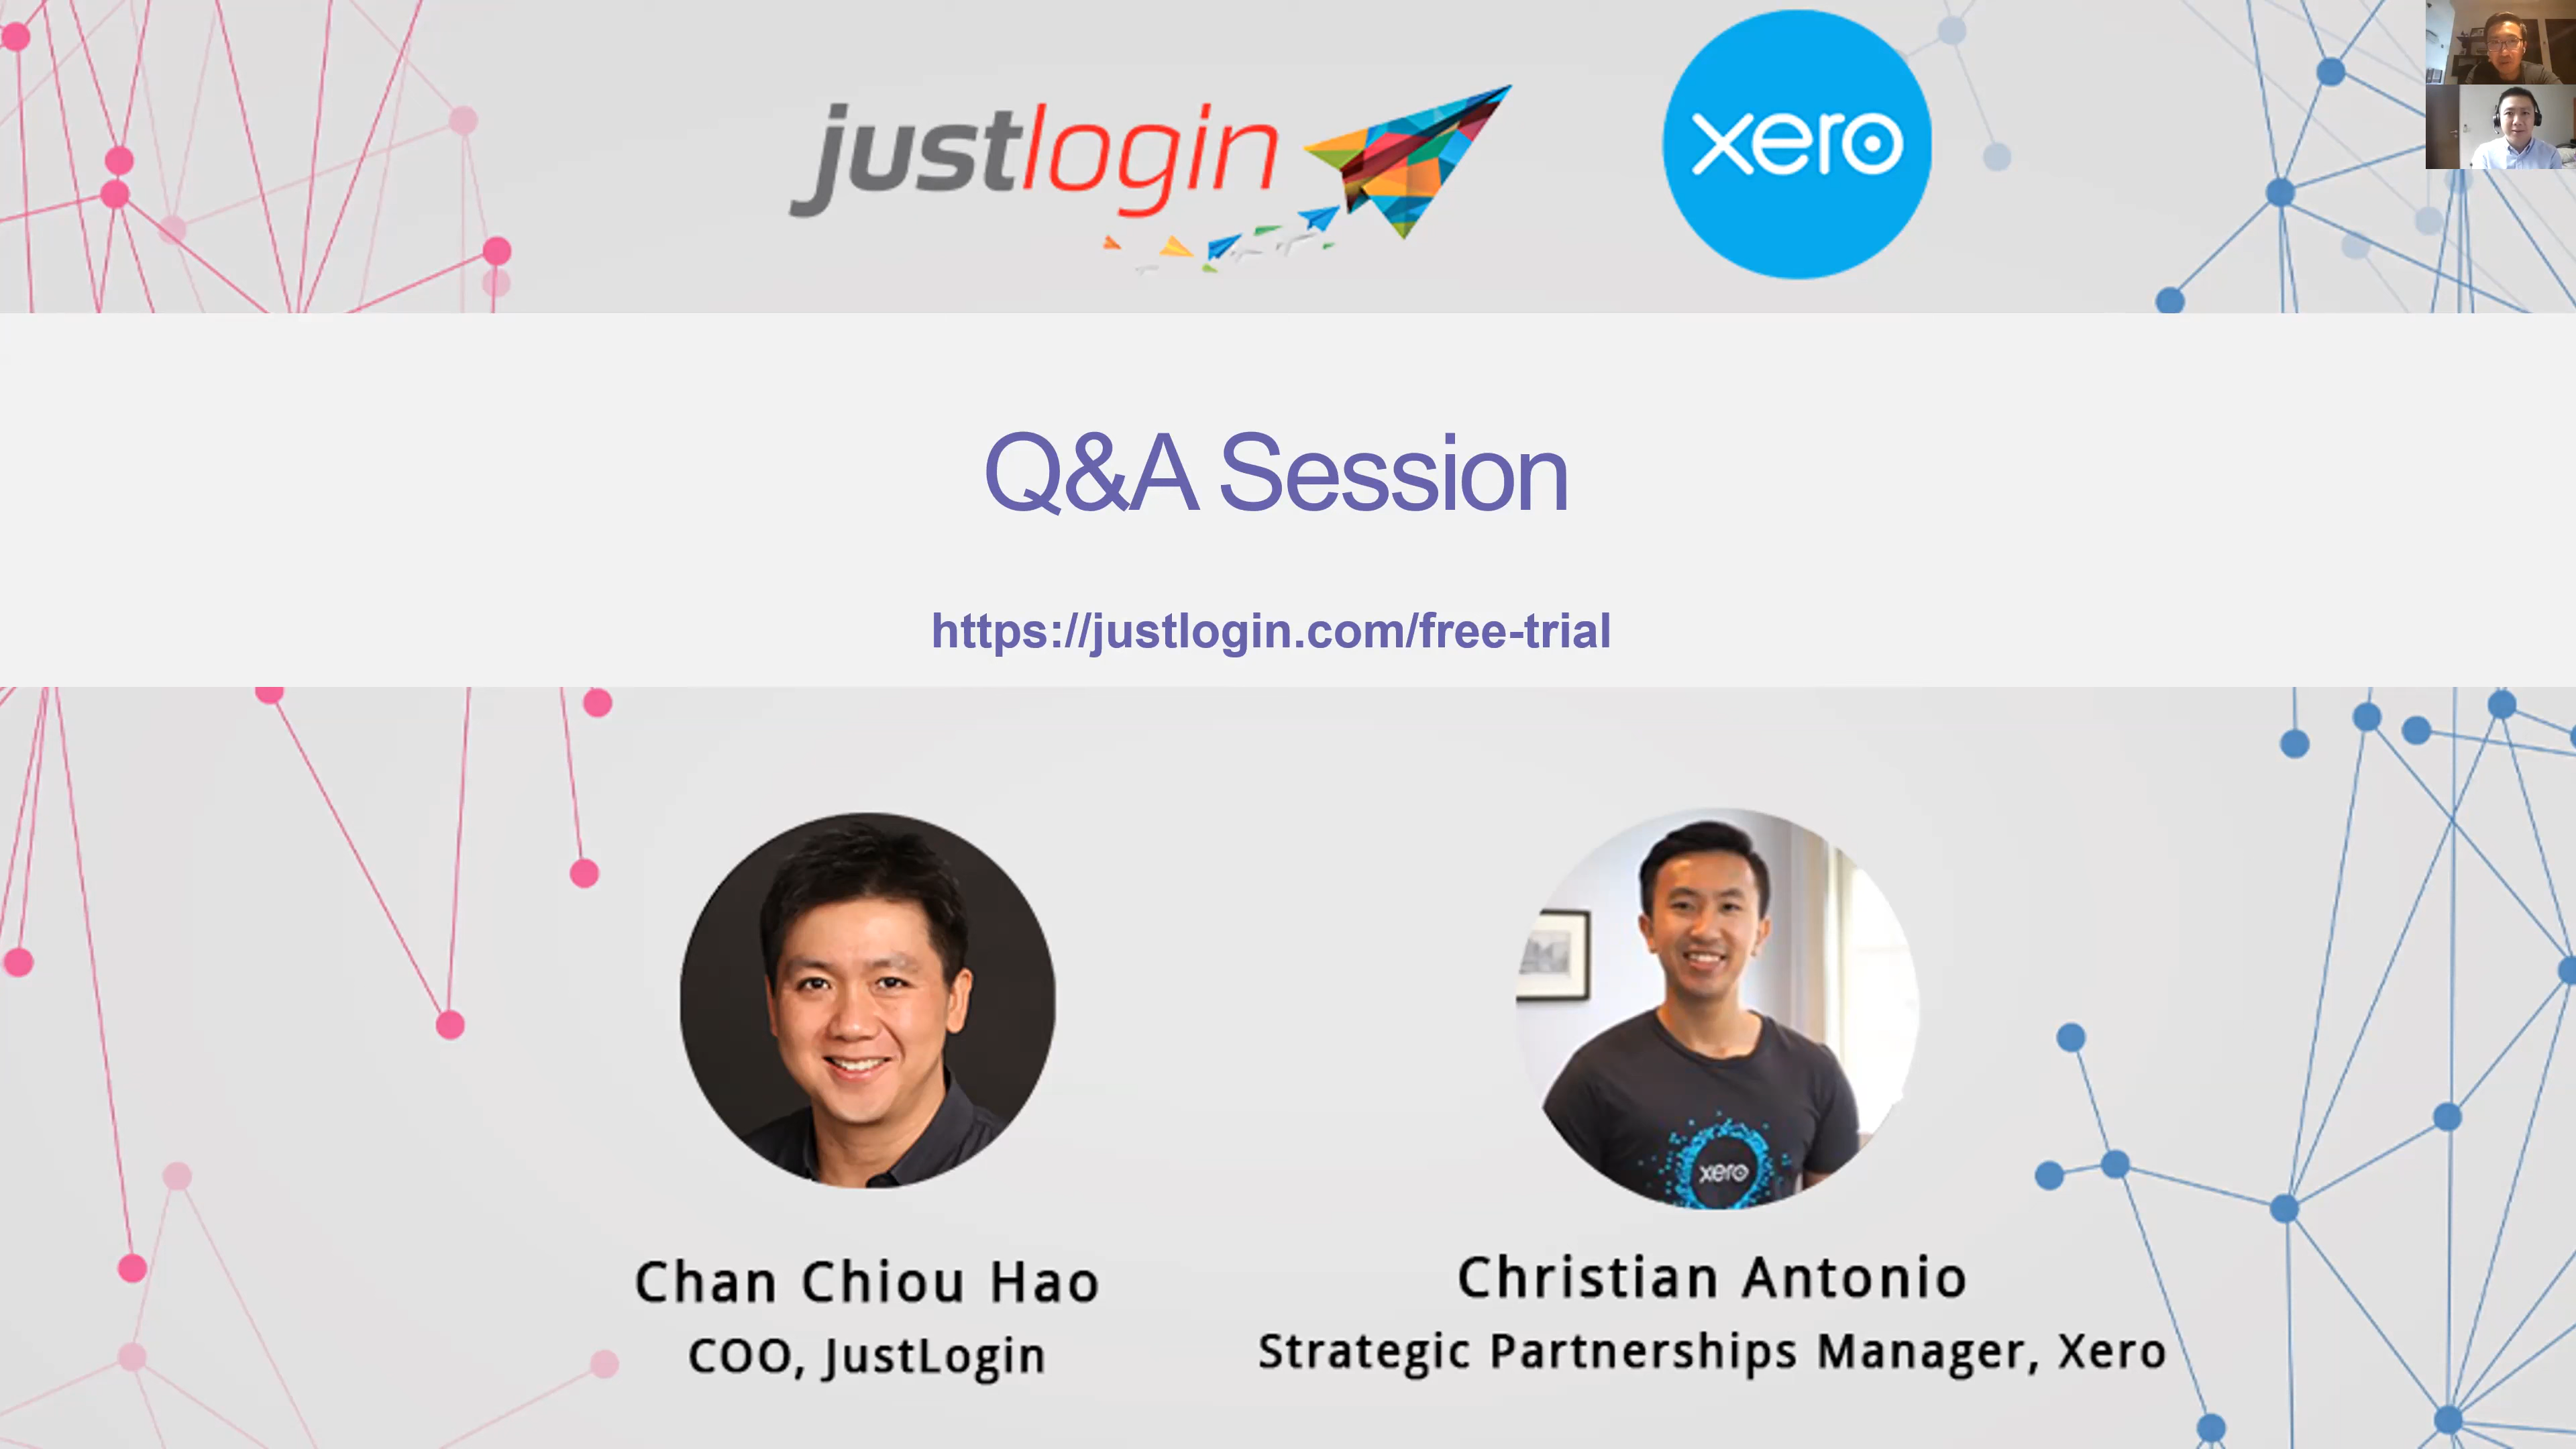 justlogin
xero
Q&A Session
https://justlogin.com/free-trial
xero
Chan Chiou Hao
COO, JustLogin
Christian Antonio
Strategic Partnerships Manager, Xero